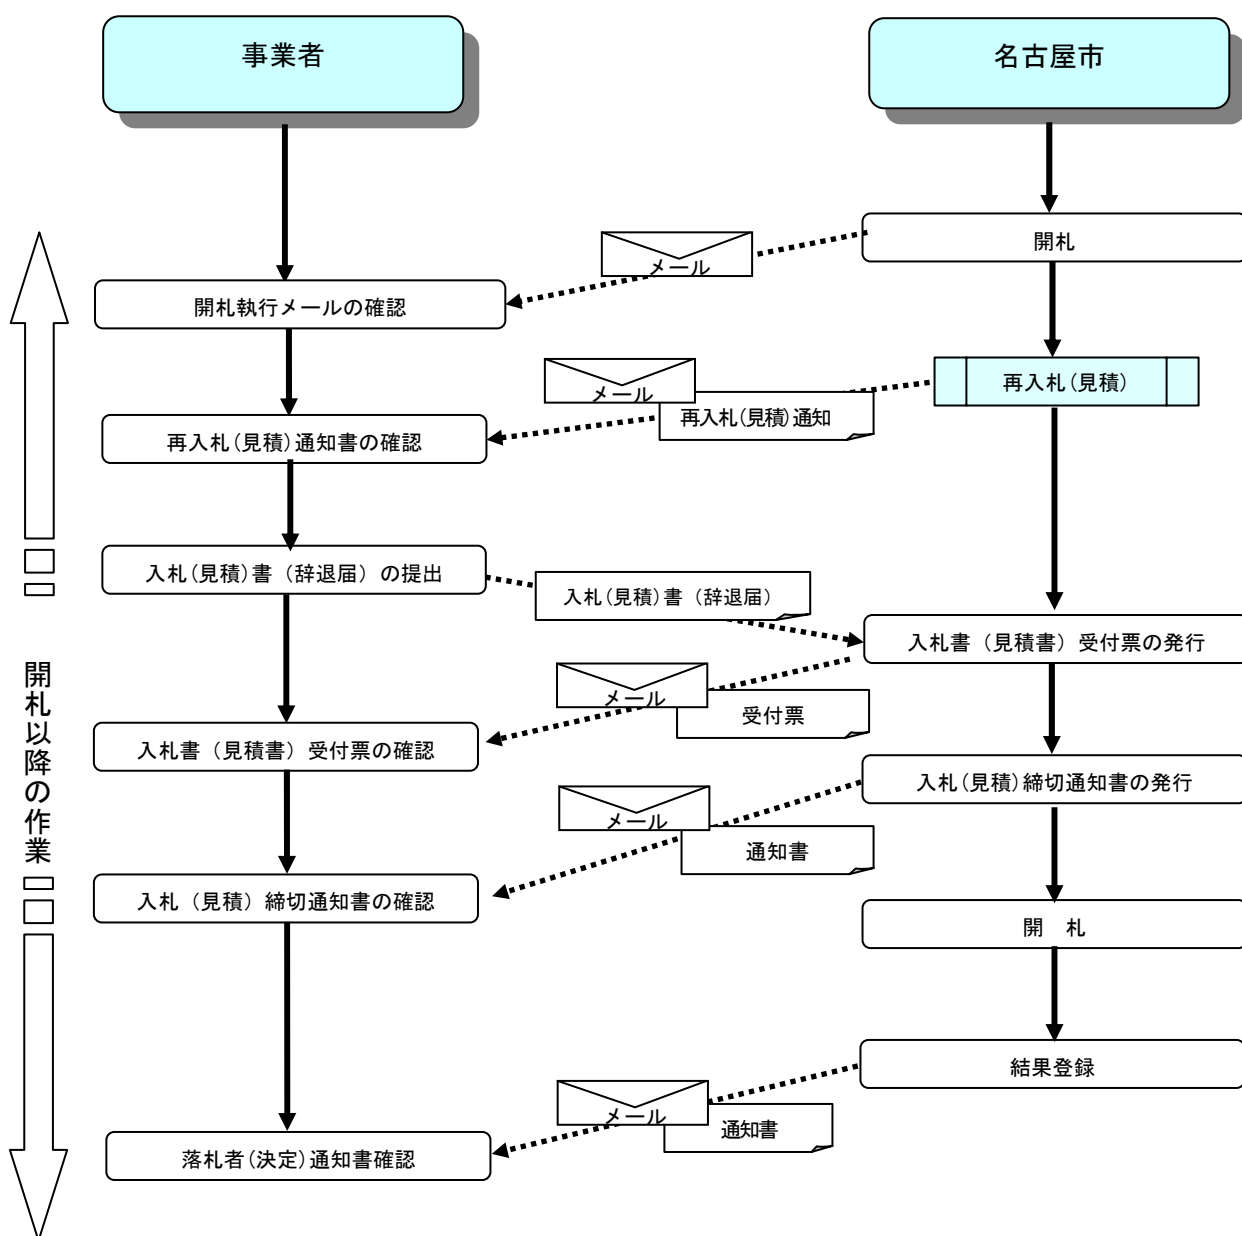 事業者
名古屋市
開札
メール
開札執行メールの確認
再入札(見積)
メール
再入札(見積)通知
再入札(見積)通知書の確認
入札(見積)書（辞退届）の提出
入札(見積)書（辞退届）
入札書（見積書）受付票の発行
メール
受付票
入札書（見積書）受付票の確認
入札(見積)締切通知書の発行
メール
通知書
入札（見積）締切通知書の確認
開　札
結果登録
メール
通知書
落札者(決定)通知書確認
開札以降の作業